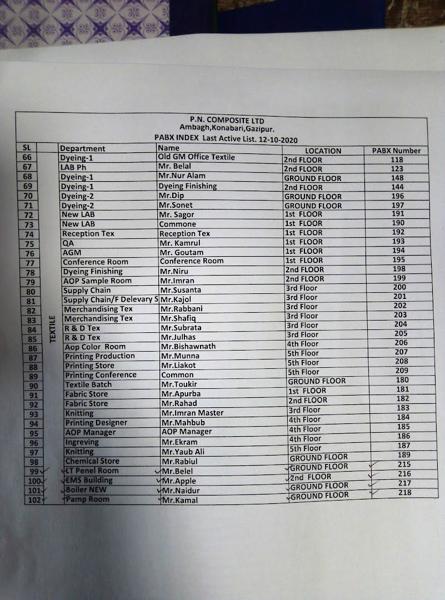 P.N. COMPOSITE LTD
Ambagh,Konabari,Gazipur.
PABX INDEX Last Active List. 12-10-2020
SL Department Name LOCATION PABX Number
TEXTILE
66 Dyeing-1 Old GM Office Textile 2nd FLOOR 118
67 LAB Ph Mr. Belal 2nd FLOOR 123
68 Dyeing-1 Mr.Nur Alam GROUND FLOOR 148
69 Dyeing-1 Dyeing Finishing 2nd FLOOR 144
70 Dyeing-2 Mr.Dip GROUND FLOOR 196
71 Dyeing-2 Mr.Sonet GROUND FLOOR 197
72 New LAB Mr. Sagor 1st FLOOR 191
73 New LAB Commone 1st FLOOR 190
74 Reception Tex Reception Tex 1st FLOOR 192
75 QA Mr. Kamrul 1st FLOOR 193
76 AGM Mr. Goutam 1st FLOOR 194
77 Conference Room Conference Room 1st FLOOR 195
78 Dyeing Finishing Mr.Niru 2nd FLOOR 198
79 AOP Sample Room Mr.Imran 2nd FLOOR 199
80 Supply Chain Mr.Susanta 3rd Floor 200
81 Supply Chain/F Delevary S Mr.Kajol 3rd Floor 201
82 Merchandising Tex Mr.Rabbani 3rd Floor 202
83 Merchandising Tex Mr.Shafiq 3rd Floor 203
84 R & D Tex Mr.Subrata 3rd Floor 204
85 R & D Tex Mr.Julhas 3rd Floor 205
86 Aop Color Room Mr.Bishawnath 4th Floor 206
87 Printing Production Mr.Munna 5th Floor 207
88 Printing Store Mr.Liakot 5th Floor 208
89 Printing Conference Common 5th Floor 209
90 Textile Batch Mr.Toukir GROUND FLOOR 180
91 Fabric Store Mr.Apurba 1st FLOOR 181
92 Fabric Store Mr.Rahad 2nd Floor 182
93 Knitting Mr.Imran Master 3rd Floor 183
94 Printing Designer Mr.Mahbub 4th Floor 184
95 AOP Manager AOP Manager 4th Floor 185
96 Ingreving Mr.Ekram 4th Floor 186
97 Knitting Mr.Yaub Ali 5th Floor 187
98 Chemical Store Mr.Rabiul GROUND FLOOR 189
99 LT Penel Room Mr.Belel GROUND FLOOR 215
100 EMS Building Mr.Apple 2nd FLOOR 216
101 Boiler NEW Mr.Naidur GROUND FLOOR 217
102 Pamp Room Mr.Kamal GROUND FLOOR 218